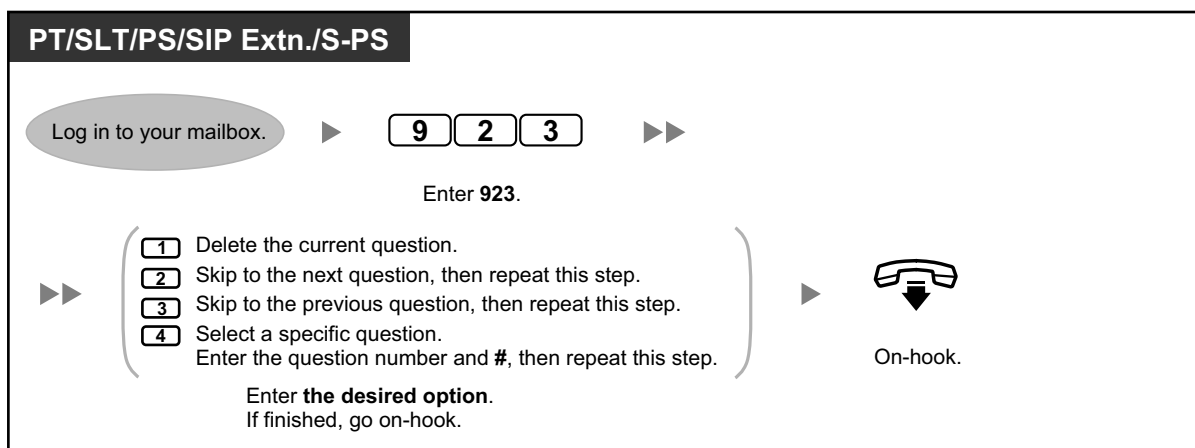 PT/SLT/PS/SIP Extn./S-PS
Log in to your mailbox.
9 2 3
Enter 923.
1 Delete the current question.
2 Skip to the next question, then repeat this step.
3 Skip to the previous question, then repeat this step.
4 Select a specific question.
Enter the question number and #, then repeat this step.
On-hook.
Enter the desired option.
If finished, go on-hook.